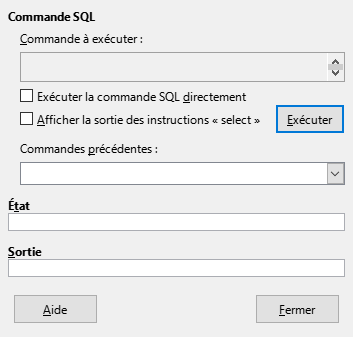 Commande SQL
Commande à exécuter :
Exécuter la commande SQL directement
Afficher la sortie des instructions « select »
Exécuter
Commandes précédentes :
État
Sortie
Aide
Fermer